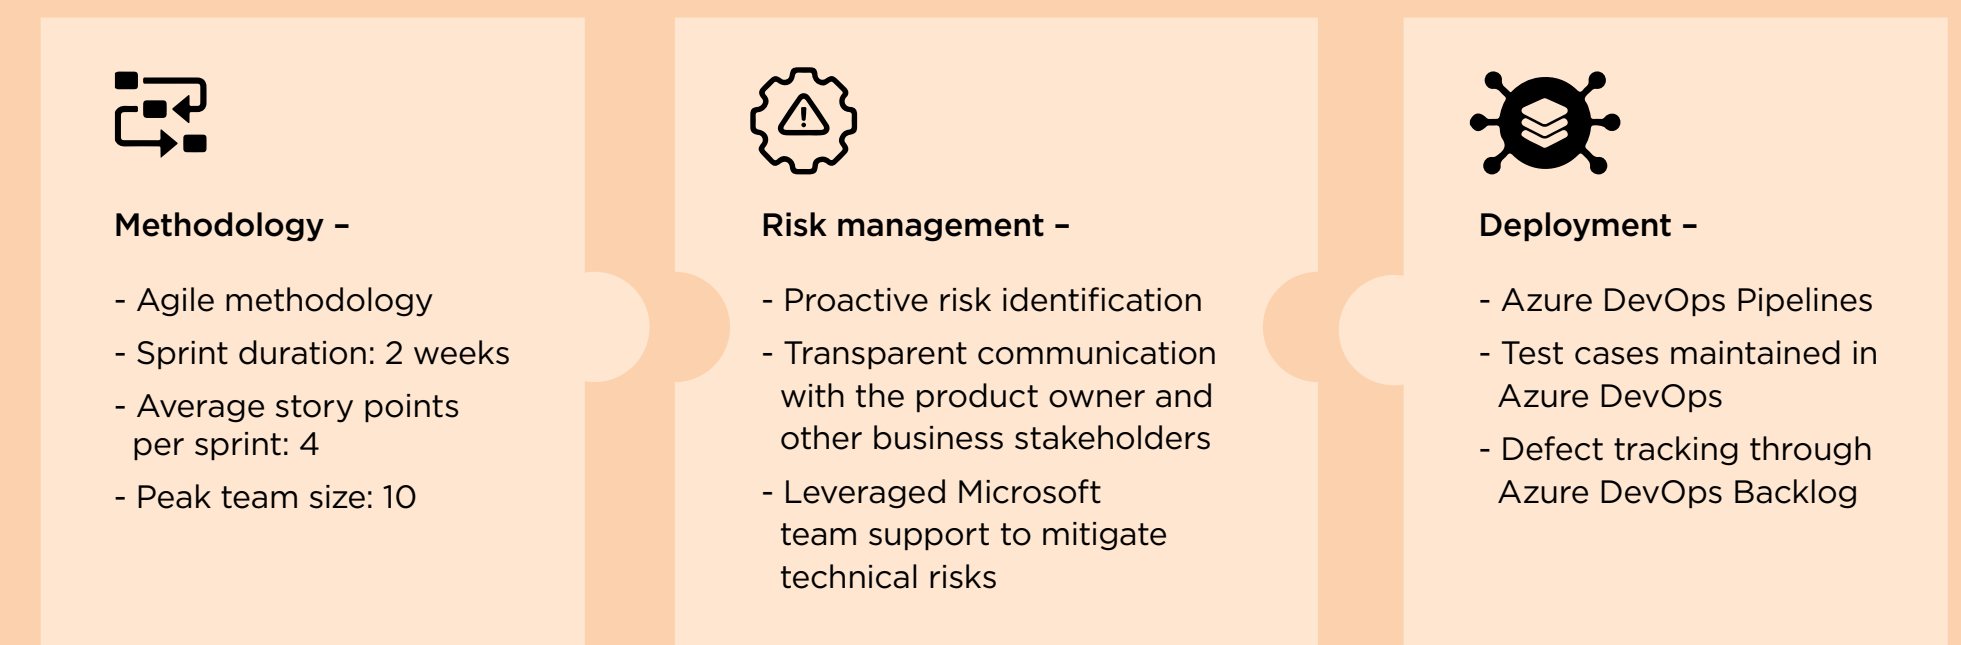 Methodology –
- Agile methodology
- Sprint duration: 2 weeks
- Average story points
per sprint: 4
- Peak team size: 10
Risk management –
- Proactive risk identification
- Transparent communication
with the product owner and
other business stakeholders
- Leveraged Microsoft
team support to mitigate
technical risks
Deployment –
- Azure DevOps Pipelines
- Test cases maintained in
Azure DevOps
- Defect tracking through
Azure DevOps Backlog